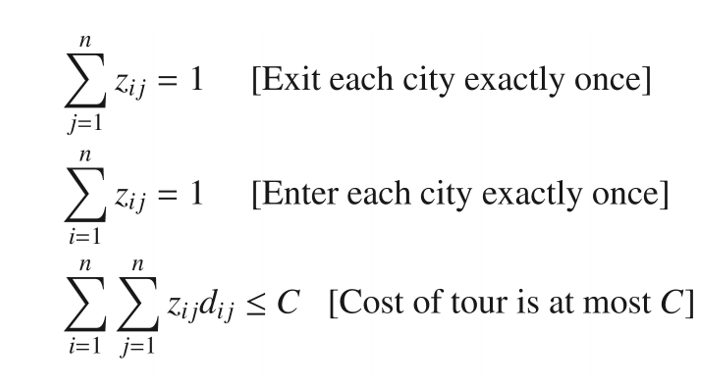 n
∑ z_{ij} = 1 [Exit each city exactly once]
j=1
n
∑ z_{ij} = 1 [Enter each city exactly once]
i=1
n n
∑ ∑ z_{ij}d_{ij} ≤ C [Cost of tour is at most C]
i=1 j=1